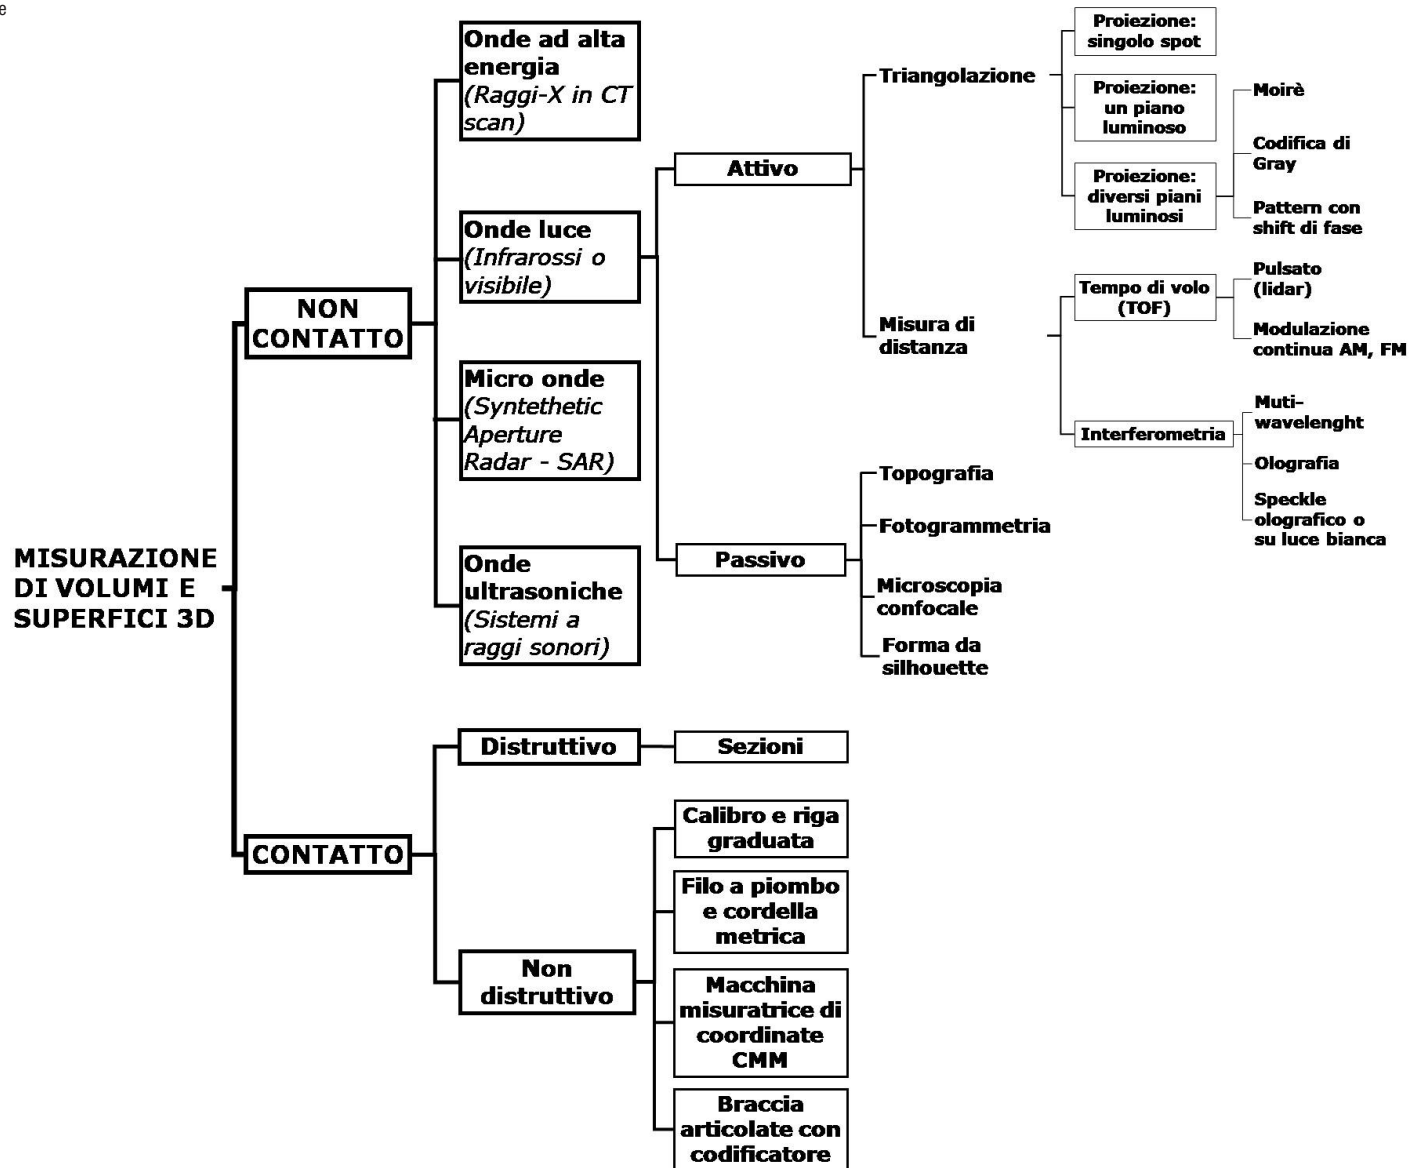 e
MISURAZIONE
DI VOLUMI E
SUPERFICI 3D
NON
CONTATTO
Onde ad alta
energia
(Raggi-X in CT
scan)
Onde luce
(Infrarossi o
visibile)
Attivo
Triangolazione
Proiezione:
singolo spot
Proiezione:
un piano
luminoso
Proiezione:
diversi piani
luminosi
Moirè
Codifica di
Gray
Pattern con
shift di fase
Misura di
distanza
Tempo di volo
(TOF)
Pulsato
(lidar)
Modulazione
continua AM, FM
Interferometria
Muti-
wavelenght
Olografia
Speckle
olografico o
su luce bianca
Passivo
Topografia
Fotogrammetria
Microscopia
confocale
Forma da
silhouette
Micro onde
(Syntethetic
Aperture
Radar - SAR)
Onde
ultrasoniche
(Sistemi a
raggi sonori)
CONTATTO
Distruttivo
Sezioni
Non
distruttivo
Calibro e riga
graduata
Filo a piombo
e cordella
metrica
Macchina
misuratrice di
coordinate
CMM
Braccia
articolate con
codificatore